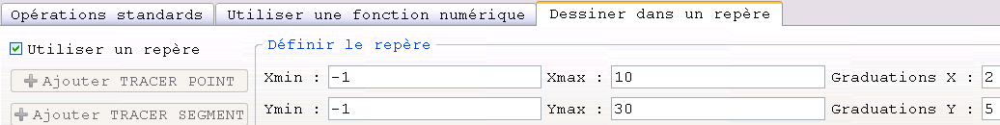 Opérations standards Utiliser une fonction numérique Dessiner dans un repère
Utiliser un repère Définir le repère
Ajouter TRACER POINT Xmin : -1 Xmax : 10 Graduations X : 2
Ajouter TRACER SEGMENT Ymin : -1 Ymax : 30 Graduations Y : 5